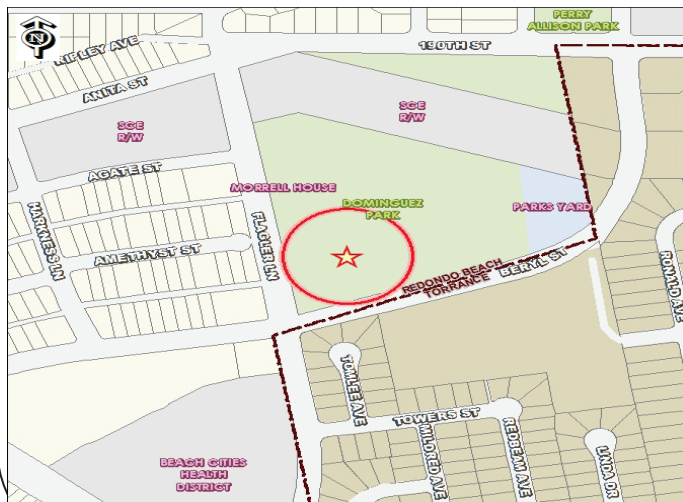 N
PERRY
ALLISON PARK
190TH ST
RIPLEY AVE
ANITA ST
SCE
R/W
SCE
R/W
AGATE ST
MORRELL HOUSE
DOMINGUEZ
PARK
PARKS YARD
HARKNESS LN
FLAGLER LN
AMETHYST ST
REDONDO BEACH
TORRANCE
BERYL ST
RONALD AVE
TOMLEE AVE
TOWERS ST
MILDRED AVE
REDBEAM AVE
LINDA DR
BEACH CITIES
HEALTH
DISTRICT